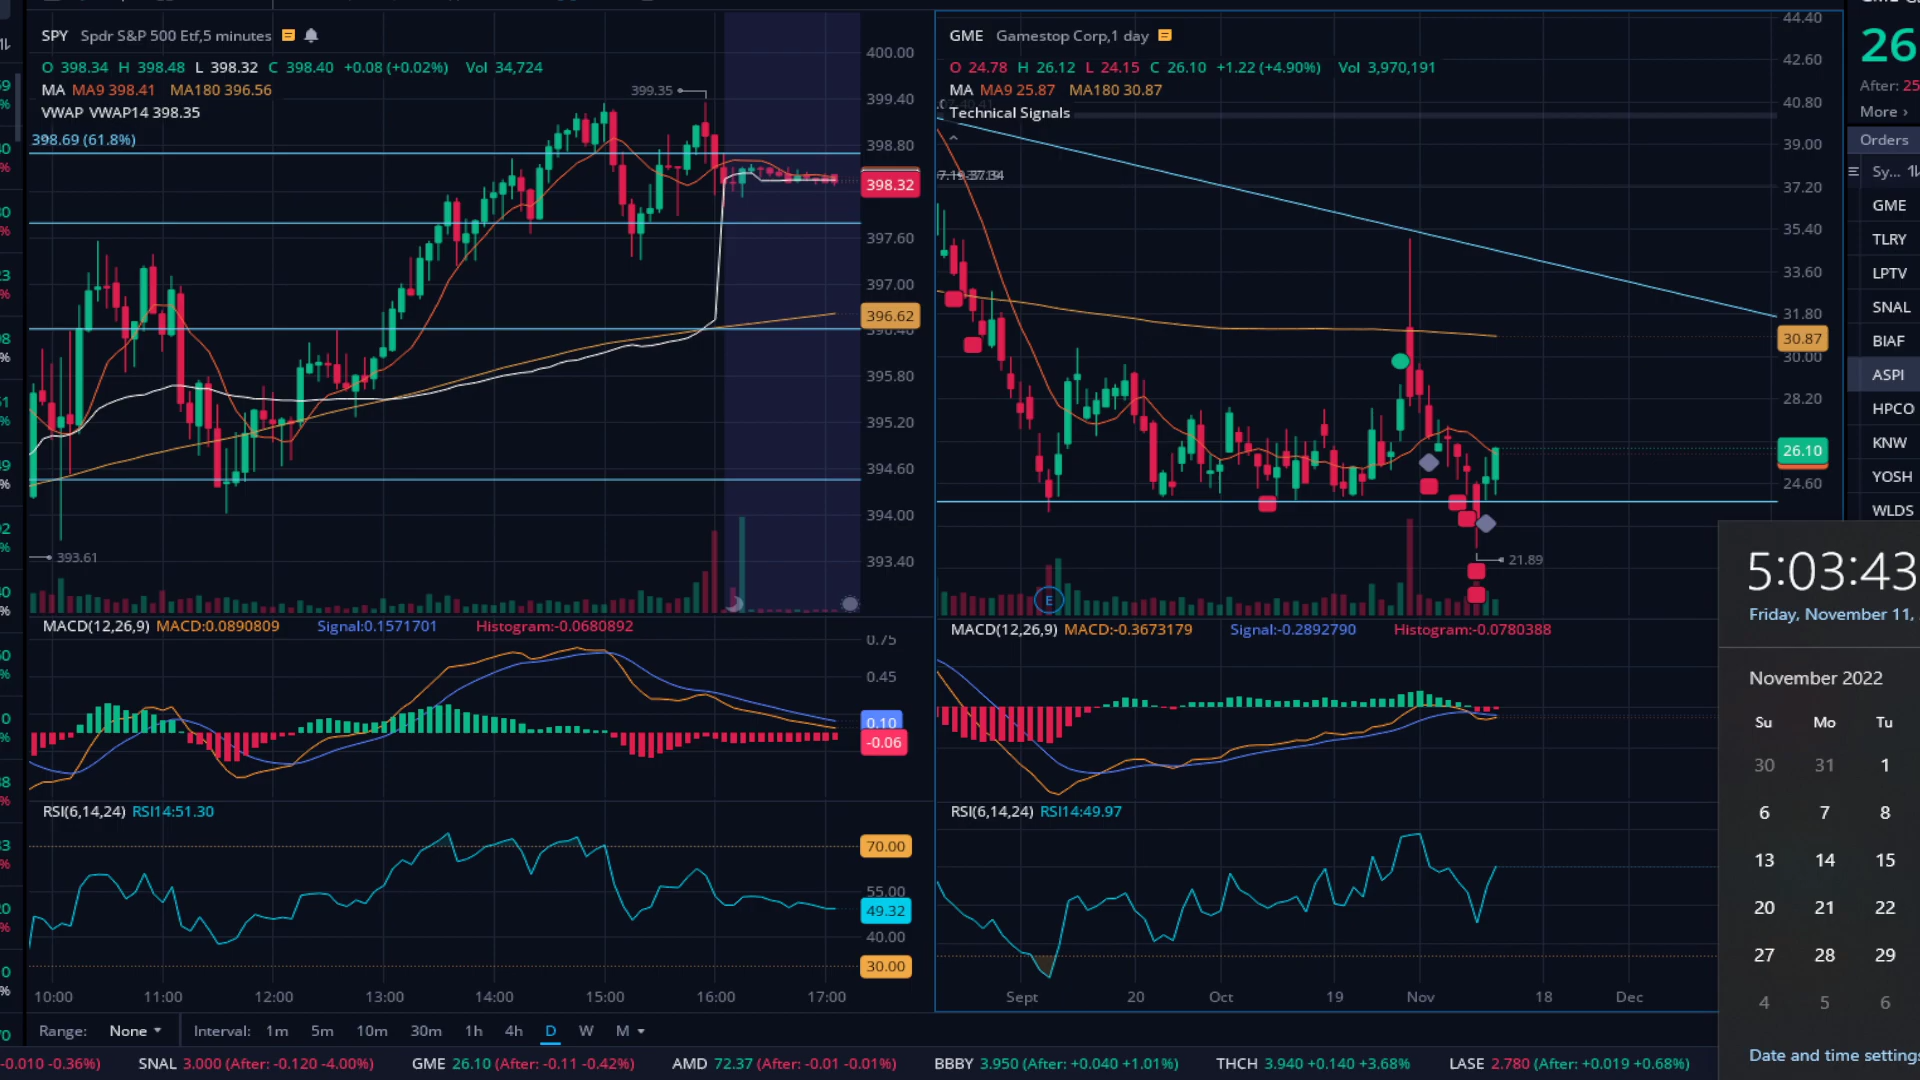 SPY Spdr S&P 500 Etf,5 minutes
O 398.34 H 398.48 L 398.32 C 398.40 +0.08 (+0.02%) Vol 34,724
MA MA9 398.41 MA180 396.56
VWAP VWAP14 398.35
398.69 (61.8%)
399.35
393.61
400.00
399.40
398.80
398.32
397.60
397.00
396.62
396.40
395.80
395.20
394.60
394.00
393.40
MACD(12,26,9) MACD:0.0890809 Signal:0.1571701 Histogram:-0.0680892
0.75
0.45
0.10
-0.06
RSI(6,14,24) RSI14:51.30
70.00
55.00
49.32
40.00
30.00
10:00 11:00 12:00 13:00 14:00 15:00 16:00 17:00
GME Gamestop Corp,1 day
O 24.78 H 26.12 L 24.15 C 26.10 +1.22 (+4.90%) Vol 3,970,191
MA MA9 25.87 MA180 30.87
Technical Signals
37.34
21.89
E
44.40
42.60
40.80
39.00
37.20
35.40
33.60
31.80
30.87
30.00
28.20
26.10
24.60
MACD(12,26,9) MACD:-0.3673179 Signal:-0.2892790 Histogram:-0.0780388
RSI(6,14,24) RSI14:49.97
Sept 20 Oct 19 Nov 18 Dec
26
After: 25
More ›
Orders
Sy...
GME
TLRY
LPTV
SNAL
BIAF
ASPI
HPCO
KNW
YOSH
WLDS
5:03:43
Friday, November 11,
November 2022
Su Mo Tu
30 31 1
6 7 8
13 14 15
20 21 22
27 28 29
4 5 6
Date and time settings
Range: None Interval: 1m 5m 10m 30m 1h 4h D W M
-0.010 -0.36%) SNAL 3.000 (After: -0.120 -4.00%) GME 26.10 (After: -0.11 -0.42%) AMD 72.37 (After: -0.01 -0.01%) BBBY 3.950 (After: +0.040 +1.01%) THCH 3.940 +0.140 +3.68% LASE 2.780 (After: +0.019 +0.68%)